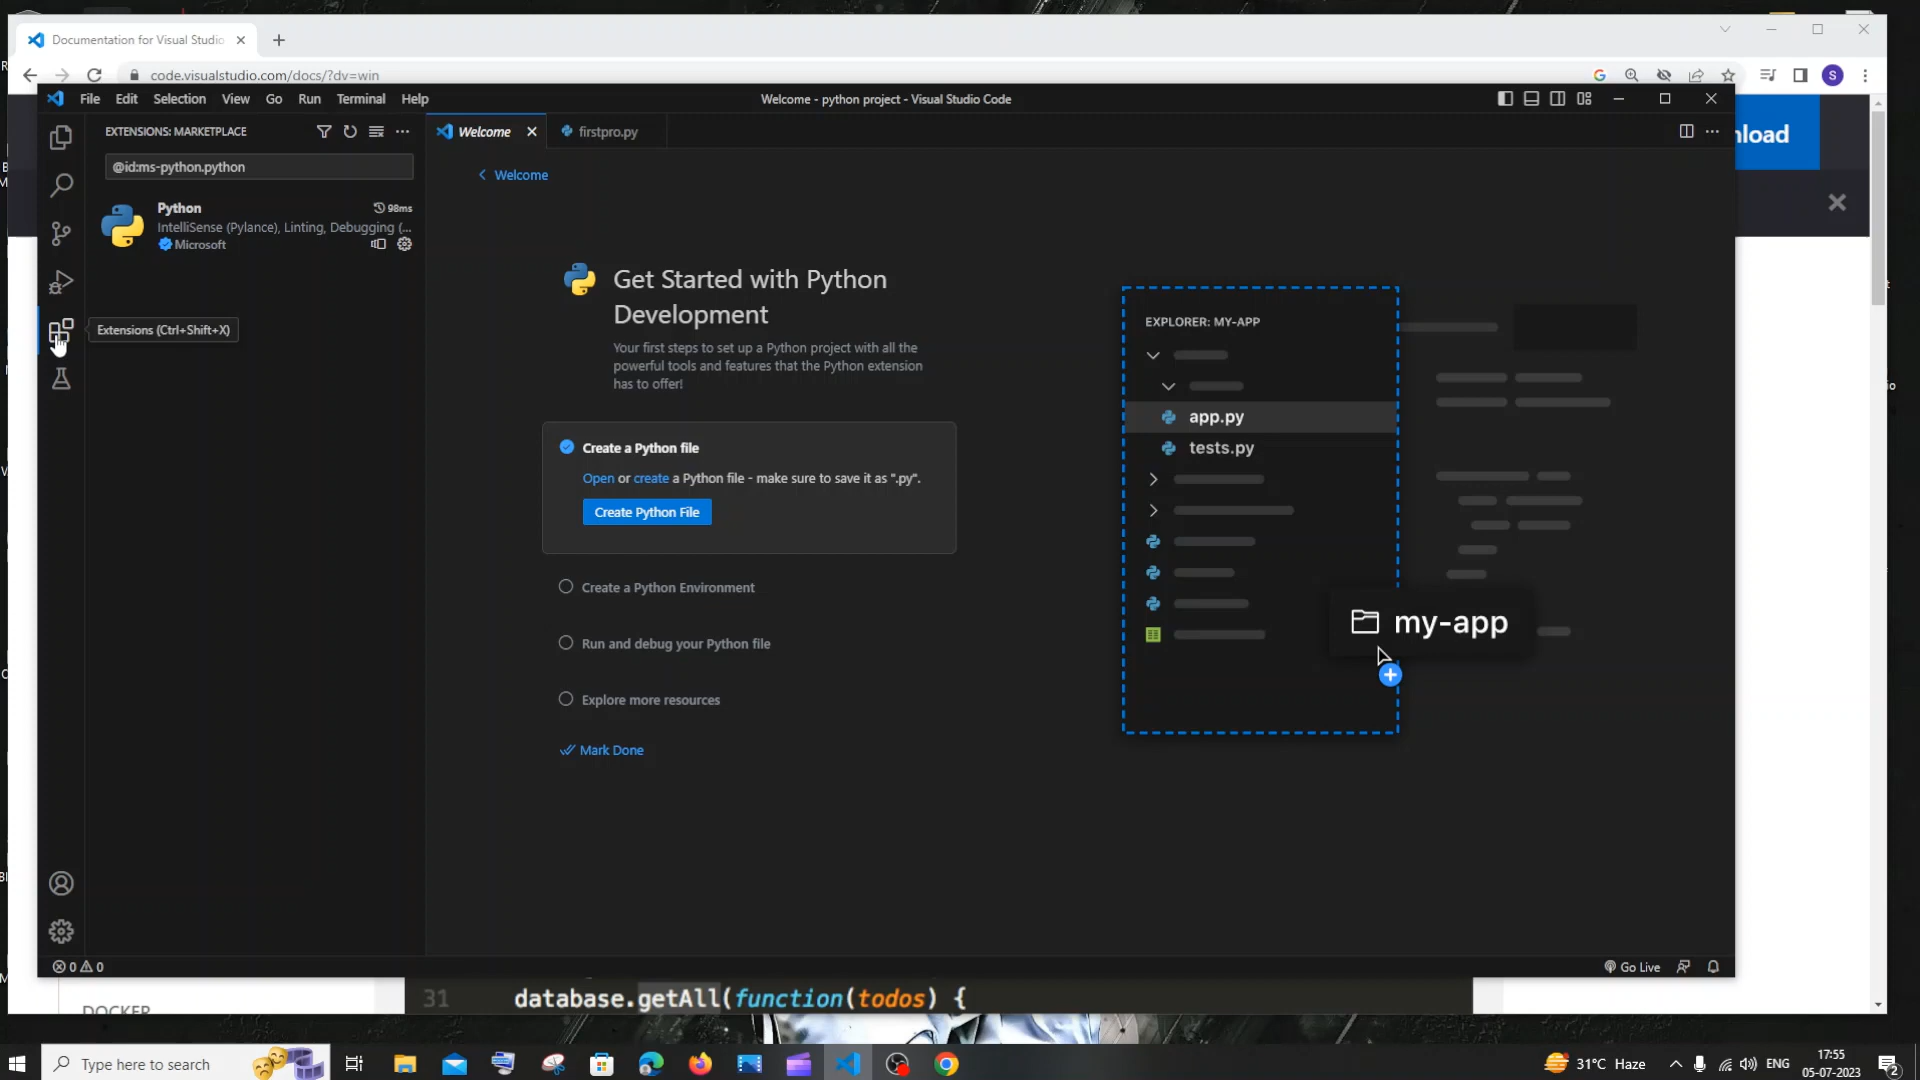 Documentation for Visual Studio
code.visualstudio.com/docs/?dv=win
S
File Edit Selection View Go Run Terminal Help
Welcome - python project - Visual Studio Code
EXTENSIONS: MARKETPLACE
Welcome
firstpro.py
nload
@id:ms-python.python
Welcome
Python
98ms
IntelliSense (Pylance), Linting, Debugging (...
Microsoft
Get Started with Python
Development
Your first steps to set up a Python project with all the
powerful tools and features that the Python extension
has to offer!
Extensions (Ctrl+Shift+X)
Create a Python file
Open or create a Python file - make sure to save it as ".py".
Create Python File
Create a Python Environment
Run and debug your Python file
Explore more resources
Mark Done
EXPLORER: MY-APP
app.py
tests.py
my-app
0 0
Go Live
DOCKER
31 database.getAll(function(todos) {
Type here to search
31°C Haze
ENG
17:55
05-07-2023
2